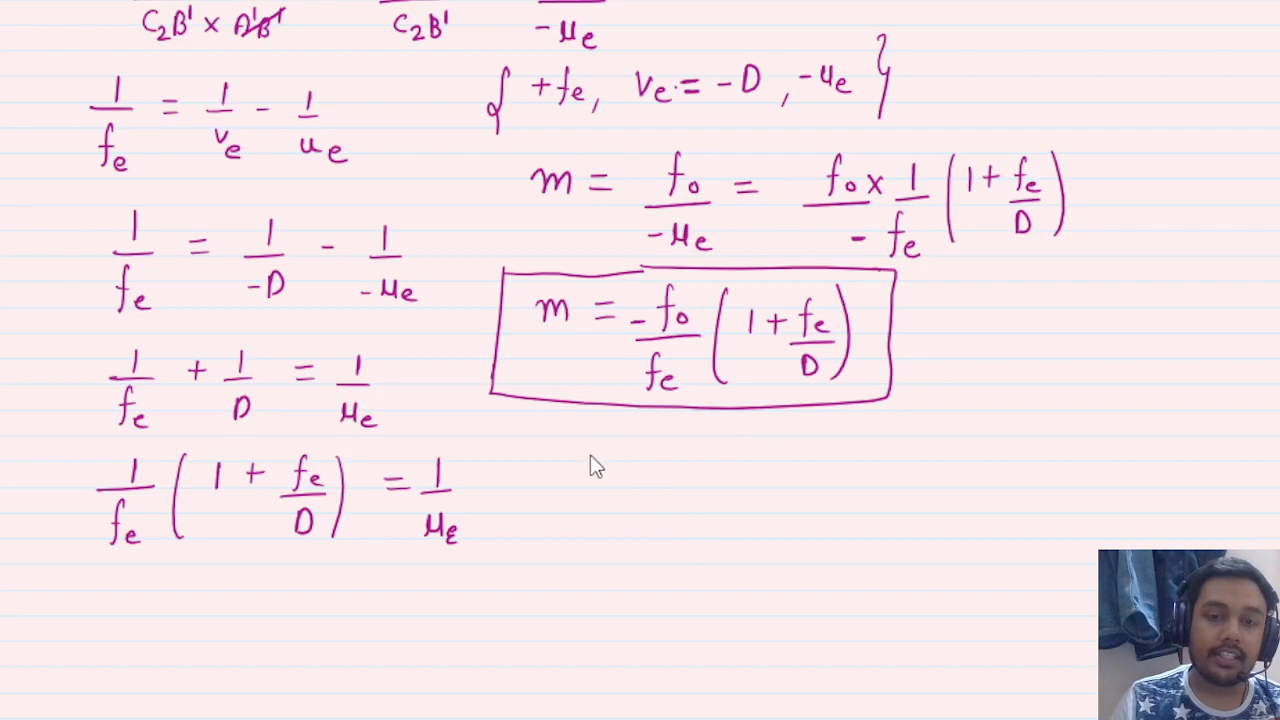 C₂B' × A'B' C₂B' -ue
1/fe = 1/ve - 1/ue
1/fe = 1/-D - 1/-ue
1/fe + 1/D = 1/ue
1/fe (1 + fe/D) = 1/ue
{ +fe, ve = -D, -ue }
m = fo/-ue = fo/- × 1/fe (1 + fe/D)
m = -fo/fe (1 + fe/D)